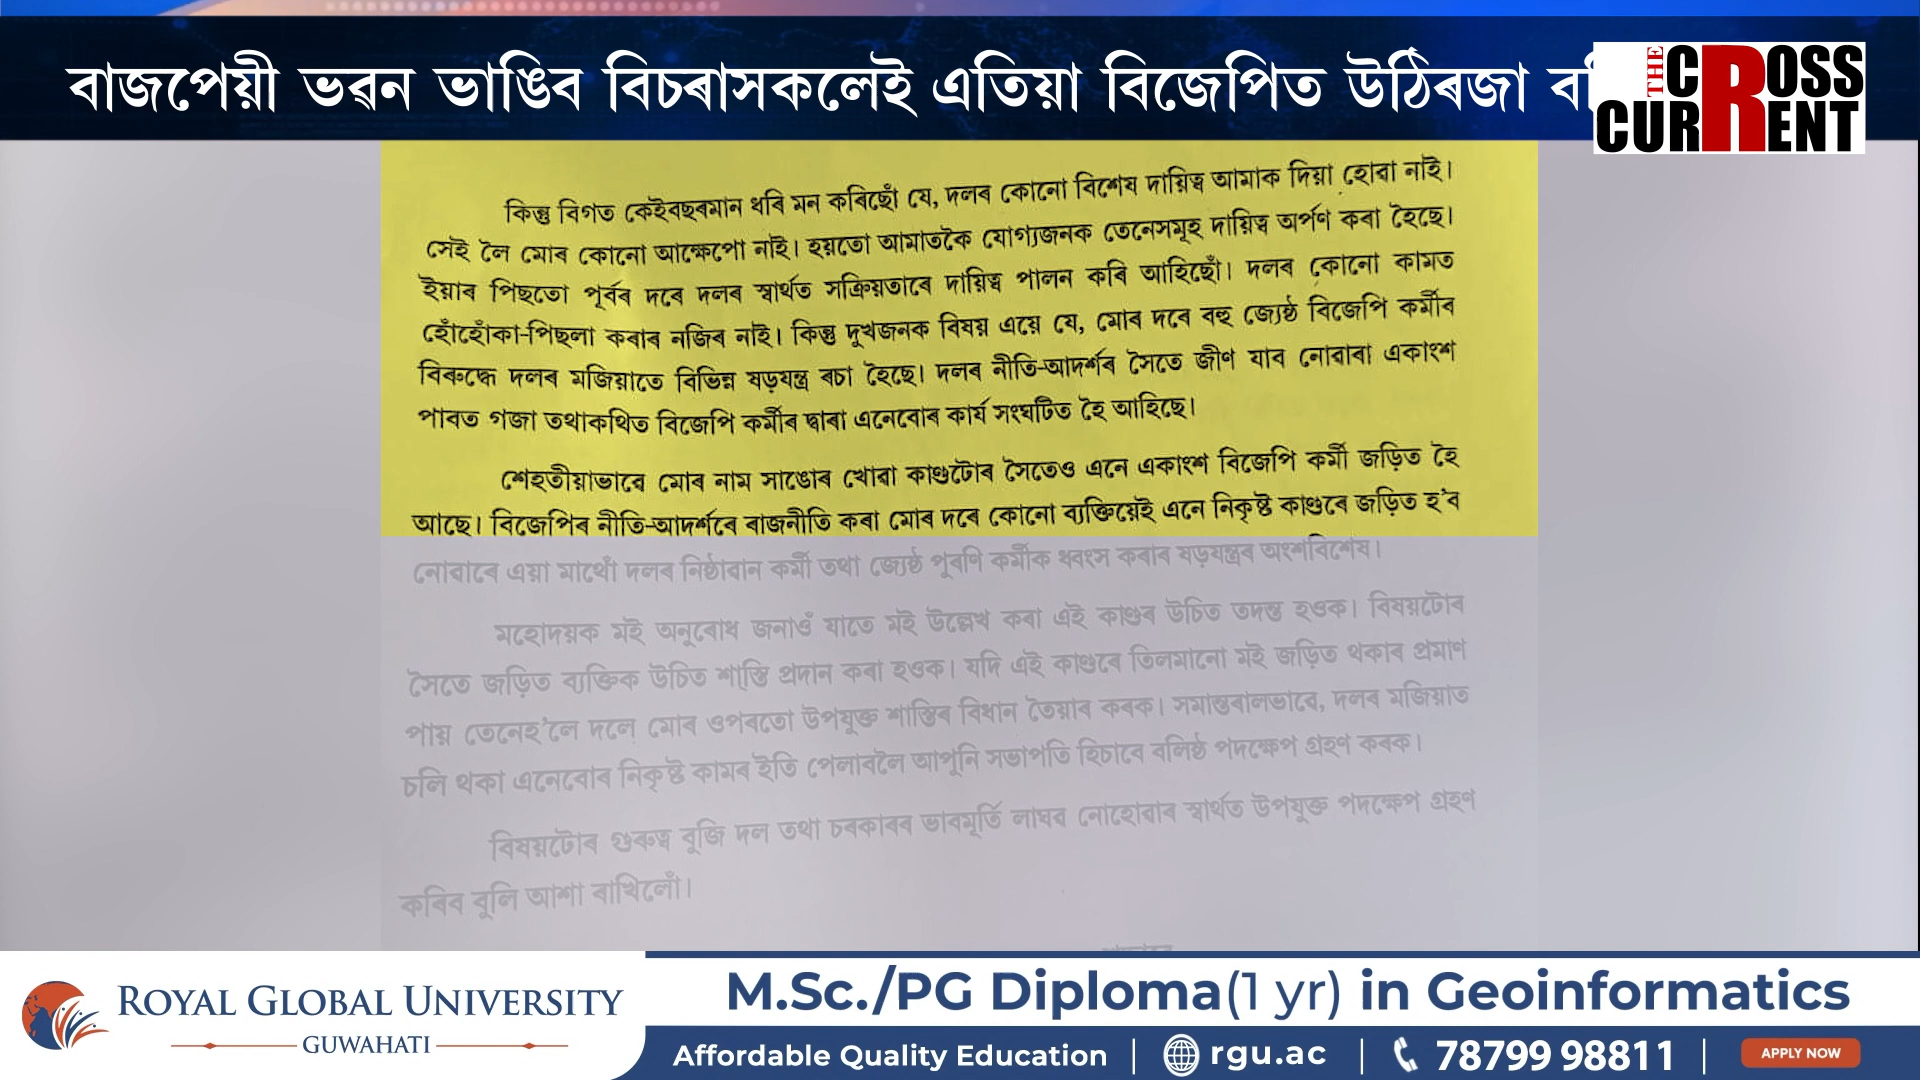 বাজপেয়ী ভৱন ভাঙিব বিচৰাসকলেই এতিয়া বিজেপিত উঠিৰজা
THE CROSS
CURRENT
কিন্তু বিগত কেইবছৰমান ধৰি মন কৰিছোঁ যে, দলৰ কোনো বিশেষ দায়িত্ব আমাক দিয়া হোৱা নাই।
সেই লৈ মোৰ কোনো আক্ষেপো নাই। হয়তো আমাতকৈ যোগ্যজনক তেনেসমূহ দায়িত্ব অৰ্পণ কৰা হৈছে।
ইয়াৰ পিছতো পূৰ্বৰ দৰে দলৰ স্বাৰ্থত সক্ৰিয়তাৰে দায়িত্ব পালন কৰি আহিছোঁ। দলৰ কোনো কামত
হোঁহোঁকা-পিছলা কৰাৰ নজিৰ নাই। কিন্তু দুখজনক বিষয় এয়ে যে, মোৰ দৰে বহু জ্যেষ্ঠ বিজেপি কৰ্মীৰ
বিৰুদ্ধে দলৰ মজিয়াতে বিভিন্ন ষড়যন্ত্ৰ ৰচা হৈছে। দলৰ নীতি-আদৰ্শৰ সৈতে জীণ যাব নোৱাৰা একাংশ
পাবত গজা তথাকথিত বিজেপি কৰ্মীৰ দ্বাৰা এনেবোৰ কাৰ্য সংঘটিত হৈ আহিছে।
শেহতীয়াভাবে মোৰ নাম সাঙোৰ খোৱা কাণ্ডটোৰ সৈতেও এনে একাংশ বিজেপি কৰ্মী জড়িত হৈ
আছে। বিজেপিৰ নীতি-আদৰ্শৰে ৰাজনীতি কৰা মোৰ দৰে কোনো ব্যক্তিয়েই এনে নিকৃষ্ট কাণ্ডৰে জড়িত হ'ব
নোৱাৰে এয়া মাথোঁ দলৰ নিষ্ঠাৱান কৰ্মী তথা জ্যেষ্ঠ পুৰণি কৰ্মীক ধ্বংস কৰাৰ ষড়যন্ত্ৰৰ অংশবিশেষ।
মহোদয়ক মই অনুৰোধ জনাওঁ যাতে মই উল্লেখ কৰা এই কাণ্ডৰ উচিত তদন্ত হওক। বিষয়টোৰ
সৈতে জড়িত ব্যক্তিক উচিত শাস্তি প্ৰদান কৰা হওক। যদি এই কাণ্ডৰে তিলমানো মই জড়িত থকাৰ প্ৰমাণ
পায় তেনেহ'লে দলে মোৰ ওপৰতো উপযুক্ত শাস্তিৰ বিধান তৈয়াৰ কৰক। সমান্তৰালভাবে, দলৰ মজিয়াত
চলি থকা এনেবোৰ নিকৃষ্ট কামৰ ইতি পেলাবলৈ আপুনি সভাপতি হিচাবে বলিষ্ঠ পদক্ষেপ গ্ৰহণ কৰক।
বিষয়টোৰ গুৰুত্ব বুজি দল তথা চৰকাৰৰ ভাবমূৰ্তি লাঘৱ নোহোৱাৰ স্বাৰ্থত উপযুক্ত পদক্ষেপ গ্ৰহণ
কৰিব বুলি আশা ৰাখিলোঁ।
ROYAL GLOBAL UNIVERSITY
GUWAHATI
M.Sc./PG Diploma(1 yr) in Geoinformatics
Affordable Quality Education | rgu.ac | 78799 98811 | APPLY NOW